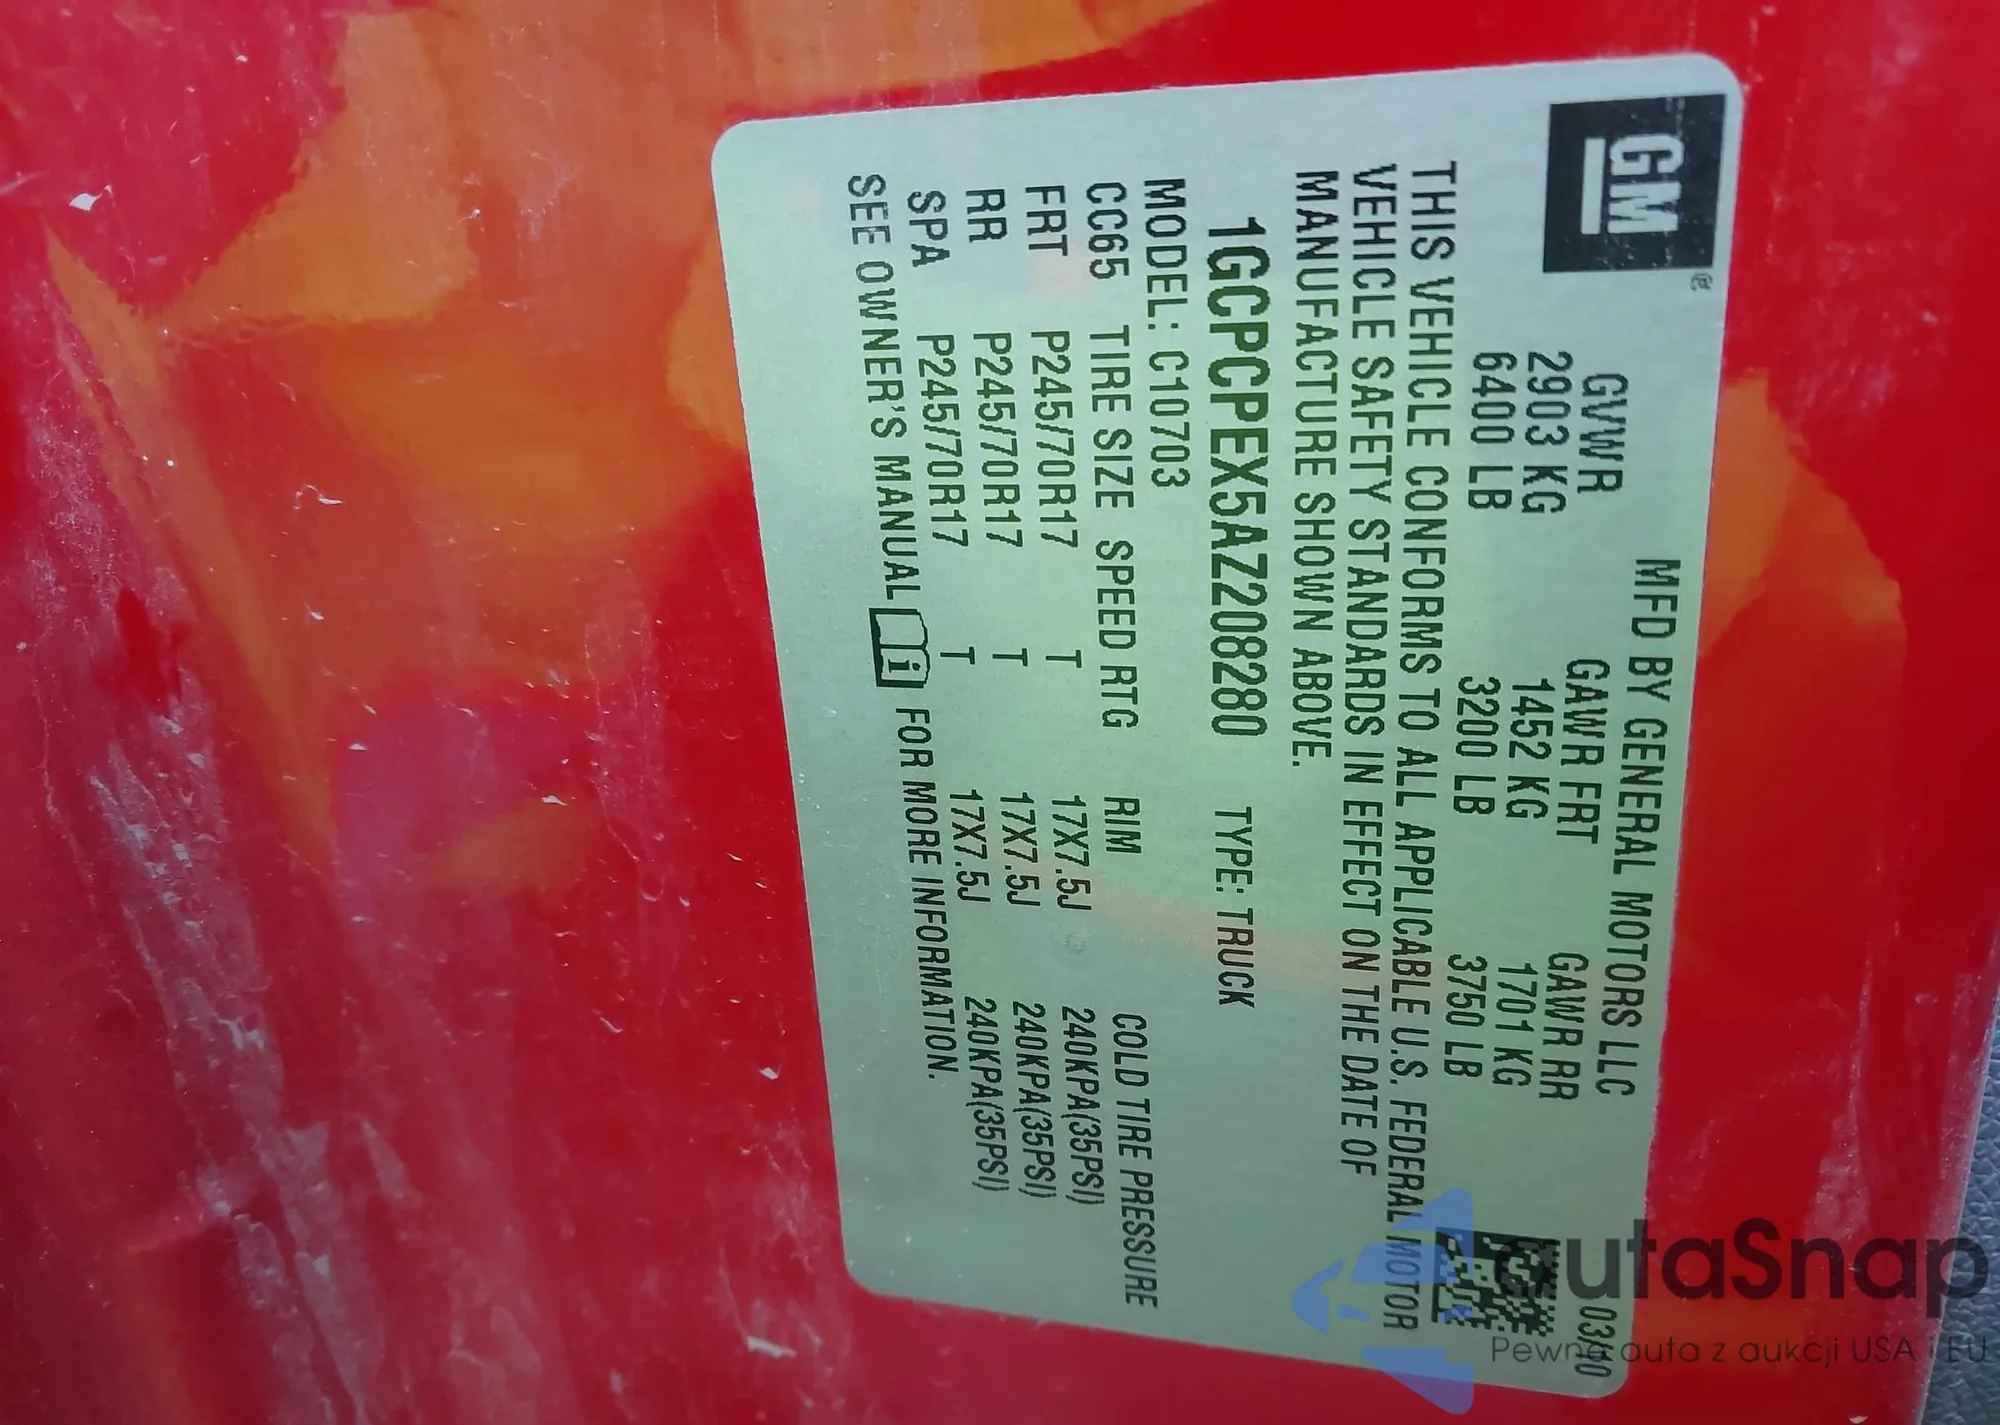 GM®
MFD BY GENERAL MOTORS LLC 03/10
GVWR GAWR FRT GAWR RR
2903 KG 1452 KG 1701 KG
6400 LB 3200 LB 3750 LB
THIS VEHICLE CONFORMS TO ALL APPLICABLE U.S. FEDERAL MOTOR
VEHICLE SAFETY STANDARDS IN EFFECT ON THE DATE OF
MANUFACTURE SHOWN ABOVE.
1GCPCPEX5AZ208280 TYPE: TRUCK
MODEL: C10703
CC65 TIRE SIZE SPEED RTG RIM COLD TIRE PRESSURE
FRT P245/70R17 T 17X7.5J 240KPA(35PSI)
RR P245/70R17 T 17X7.5J 240KPA(35PSI)
SPA P245/70R17 T 17X7.5J 240KPA(35PSI)
SEE OWNER'S MANUAL i FOR MORE INFORMATION.
autaSnap
Pewne auta z aukcji USA i EU